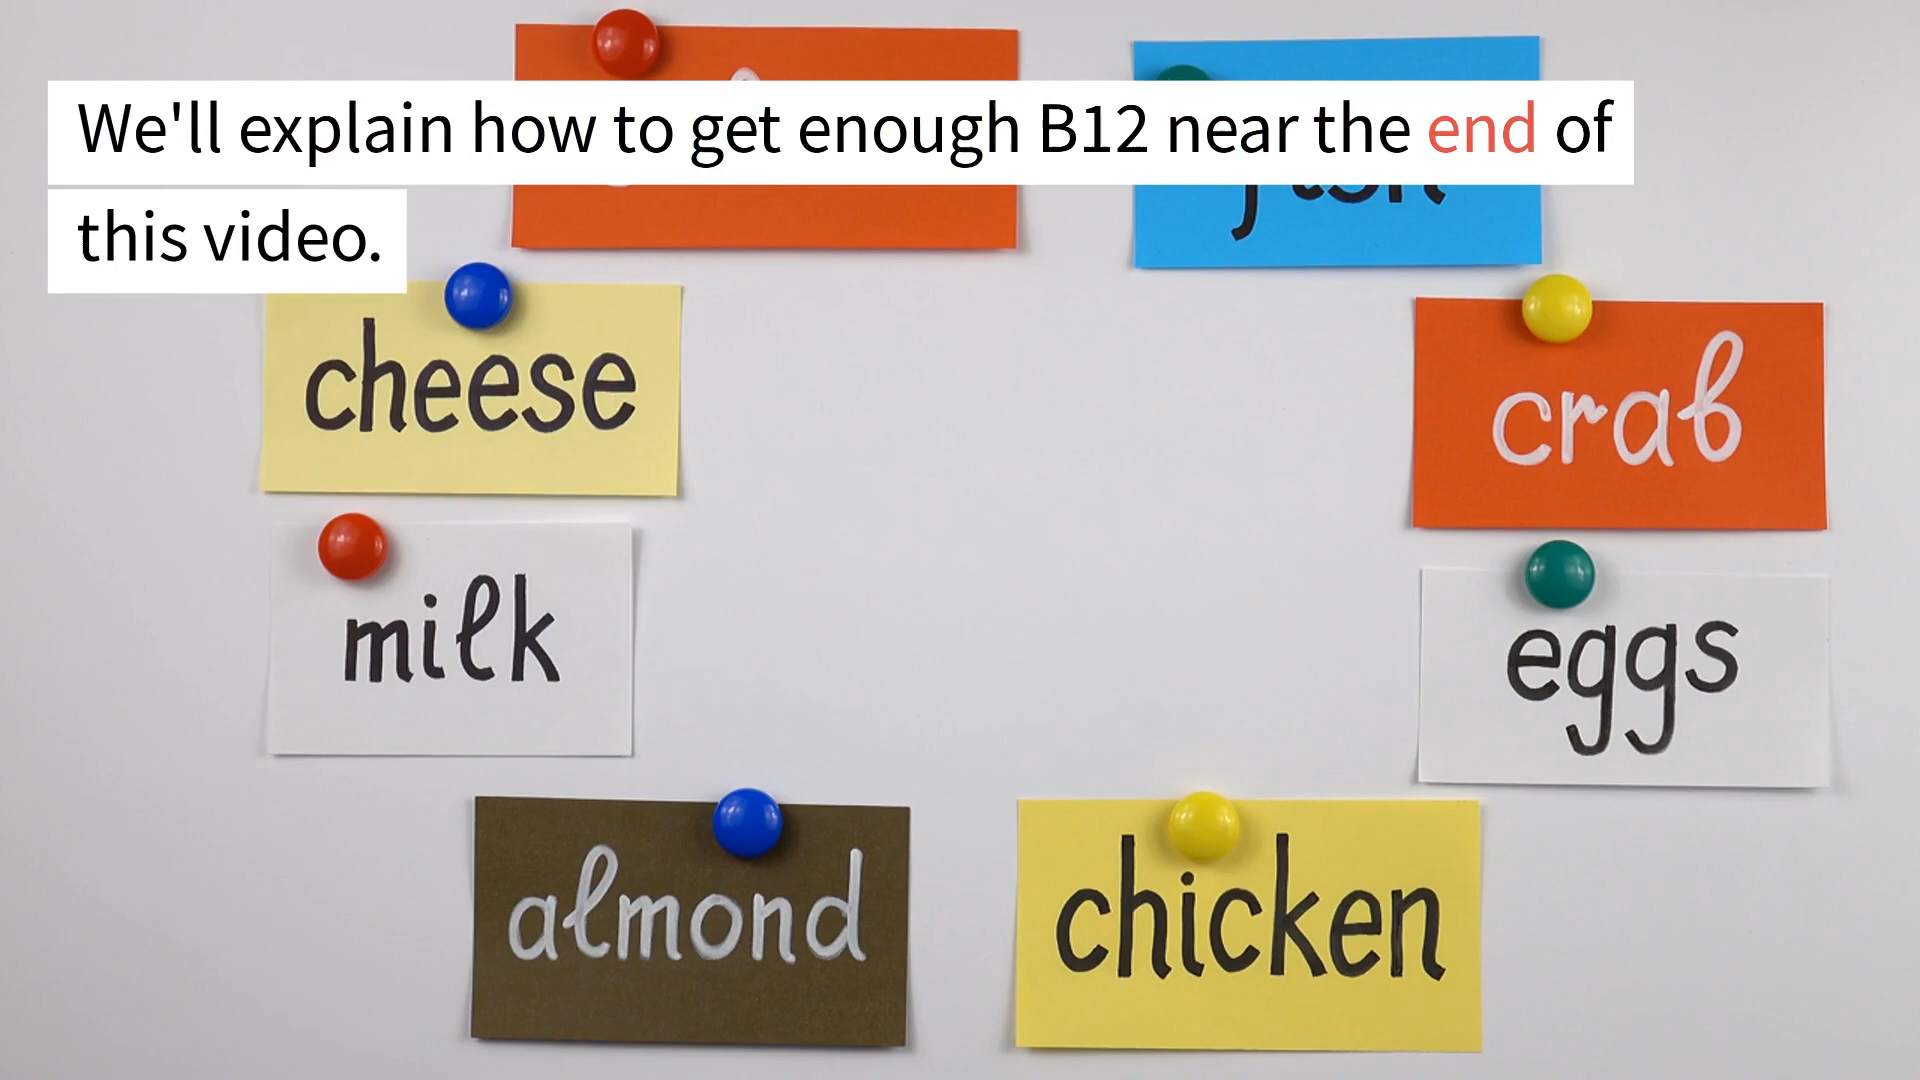 We'll explain how to get enough B12 near the end of
this video.
cheese
crab
milk
eggs
almond
chicken